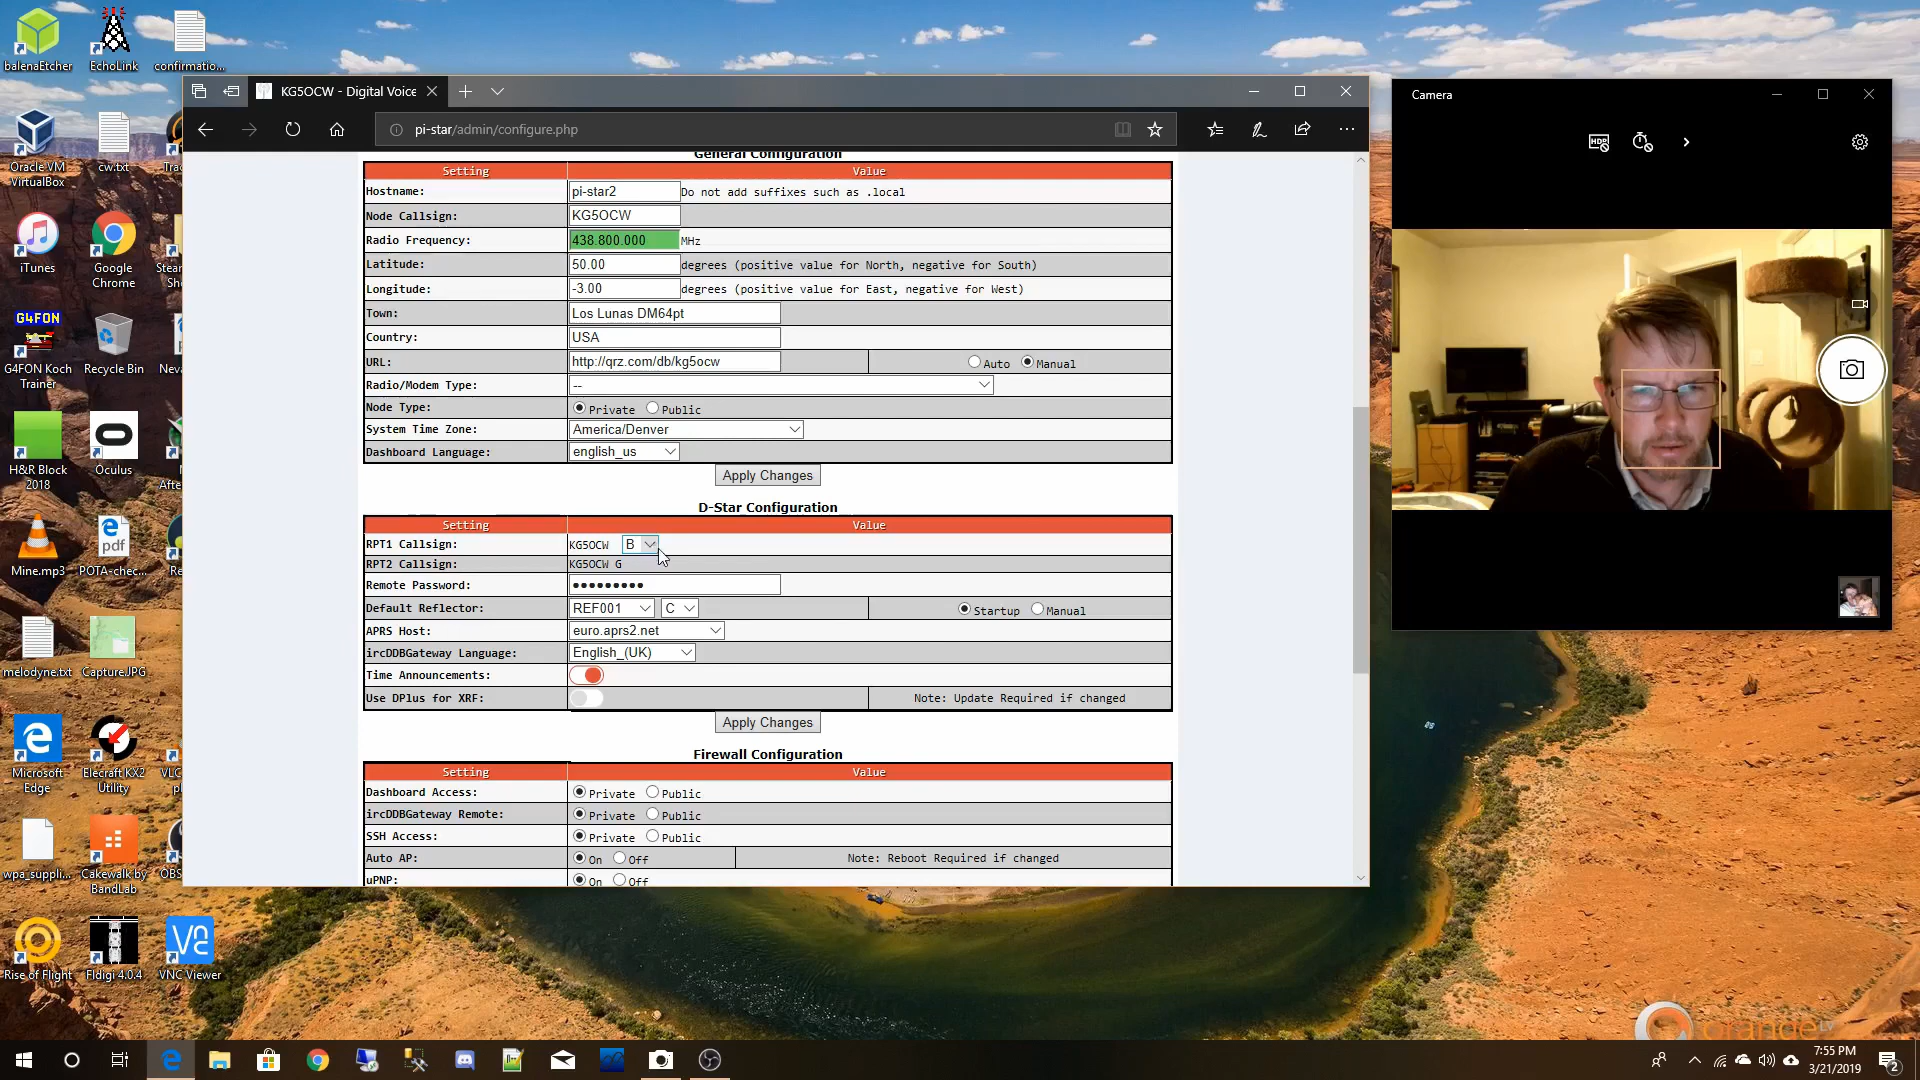 balenaEtcher
EchoLink
confirmatio...
Oracle VM
VirtualBox
cw.txt
iTunes
Google
Chrome
G4FON
G4FON Koch
Trainer
Recycle Bin
H&R Block
2018
Oculus
Mine.mp3
pdf
POTA-chec...
melodyne.txt
Capture.JPG
Microsoft
Edge
Elecraft KX2
Utility
wpa_suppli...
Cakewalk by
BandLab
Rise of Flight
Fldigi 4.0.4
VNC Viewer
KG5OCW - Digital Voice
pi-star/admin/configure.php
General Configuration
Setting Value
Hostname: pi-star2 Do not add suffixes such as .local
Node Callsign: KG5OCW
Radio Frequency: 438.800.000 MHz
Latitude: 50.00 degrees (positive value for North, negative for South)
Longitude: -3.00 degrees (positive value for East, negative for West)
Town: Los Lunas DM64pt
Country: USA
URL: http://qrz.com/db/kg5ocw Auto Manual
Radio/Modem Type: --
Node Type: Private Public
System Time Zone: America/Denver
Dashboard Language: english_us
Apply Changes
D-Star Configuration
Setting Value
RPT1 Callsign: KG5OCW B
RPT2 Callsign: KG5OCW G
Remote Password: •••••••••
Default Reflector: REF001 C Startup Manual
APRS Host: euro.aprs2.net
ircDDBGateway Language: English_(UK)
Time Announcements:
Use DPlus for XRF: Note: Update Required if changed
Apply Changes
Firewall Configuration
Setting Value
Dashboard Access: Private Public
ircDDBGateway Remote: Private Public
SSH Access: Private Public
Auto AP: On Off Note: Reboot Required if changed
uPNP: On Off
Camera
HDR
7:55 PM
3/21/2019
2